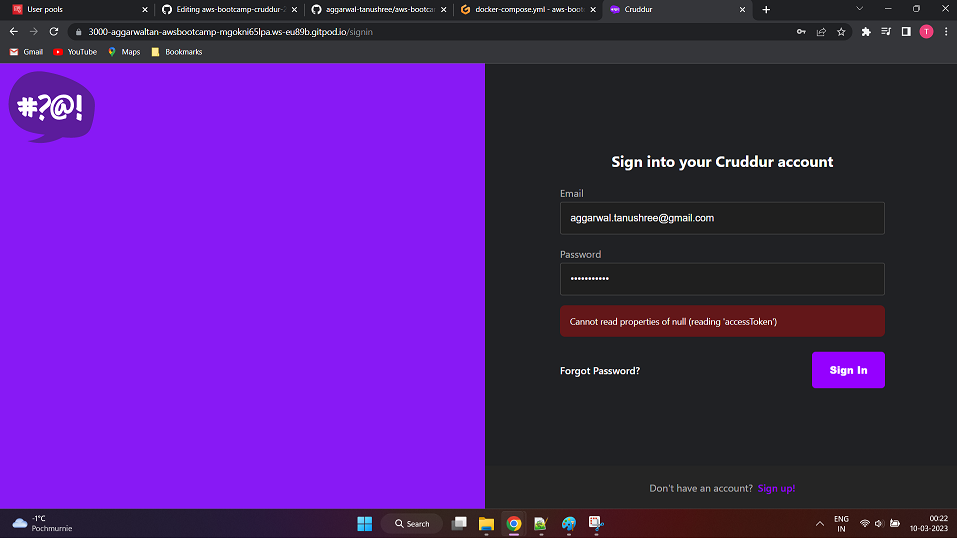 User pools
Editing aws-bootcamp-cruddur-2
aggarwal-tanushree/aws-bootca
docker-compose.yml - aws-boot
Cruddur
3000-aggarwaltan-awsbootcamp-mgokni65lpa.ws-eu89b.gitpod.io/signin
T
Gmail
YouTube
Maps
Bookmarks
#?@!
Sign into your Cruddur account
Email
aggarwal.tanushree@gmail.com
Password
•••••••••••
Cannot read properties of null (reading 'accessToken')
Forgot Password?
Sign In
Don't have an account? Sign up!
-1°C
Pochmurnie
Search
ENG
IN
00:22
10-03-2023